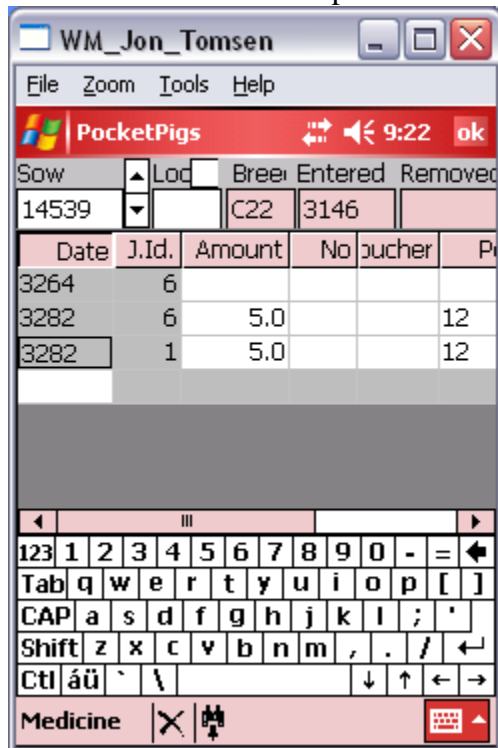 WM_Jon_Tomsen
File Zoom Tools Help
PocketPigs 9:22 ok
Sow Loc Bree Entered Removed
14539 C22 3146
Date J.Id. Amount No oucher P
3264 6
3282 6 5.0 12
3282 1 5.0 12
123 1 2 3 4 5 6 7 8 9 0 - =
Tab q w e r t y u i o p [ ]
CAP a s d f g h j k l ; '
Shift z x c v b n m , . /
Ctl áü ` \
Medicine